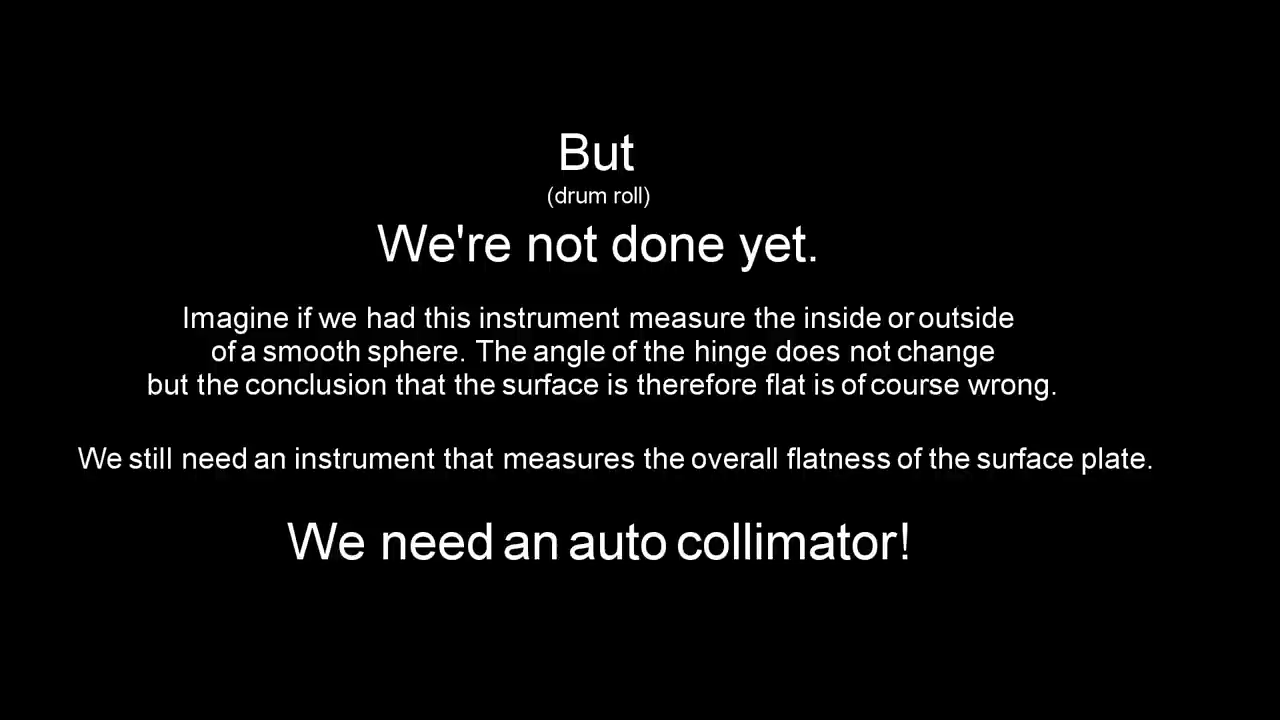 But
(drum roll)
We're not done yet.
Imagine if we had this instrument measure the inside or outside
of a smooth sphere. The angle of the hinge does not change
but the conclusion that the surface is therefore flat is of course wrong.
We still need an instrument that measures the overall flatness of the surface plate.
We need an auto collimator!